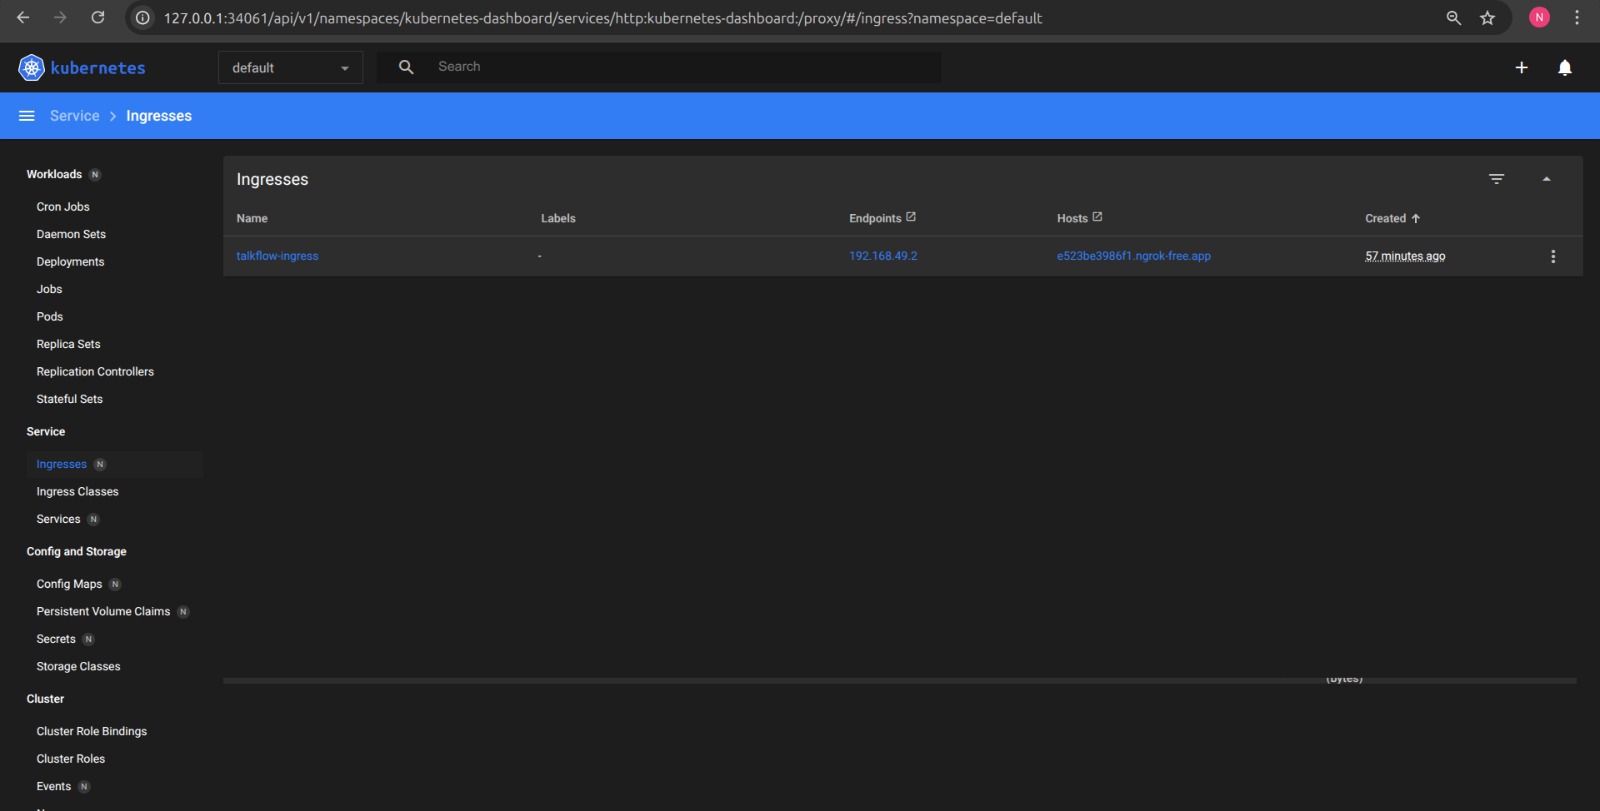 127.0.0.1:34061/api/v1/namespaces/kubernetes-dashboard/services/http:kubernetes-dashboard:/proxy/#/ingress?namespace=default
N
kubernetes
default
Search
Service
Ingresses
Workloads N
Cron Jobs
Daemon Sets
Deployments
Jobs
Pods
Replica Sets
Replication Controllers
Stateful Sets
Service
Ingresses N
Ingress Classes
Services N
Config and Storage
Config Maps N
Persistent Volume Claims N
Secrets N
Storage Classes
Cluster
Cluster Role Bindings
Cluster Roles
Events N
Ingresses
Name Labels Endpoints Hosts Created
talkflow-ingress - 192.168.49.2 e523be3986f1.ngrok-free.app 57 minutes ago
(bytes)